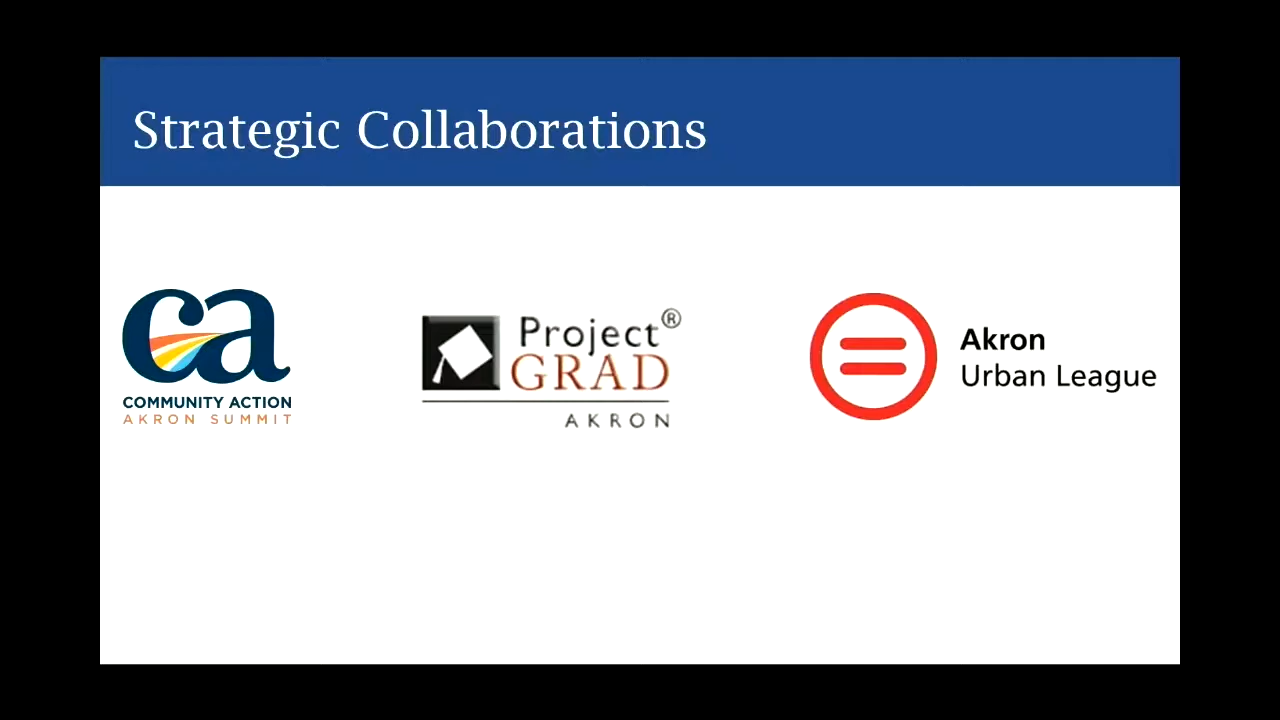 Strategic Collaborations
ca
COMMUNITY ACTION
AKRON SUMMIT
Project®
GRAD
AKRON
Akron
Urban League